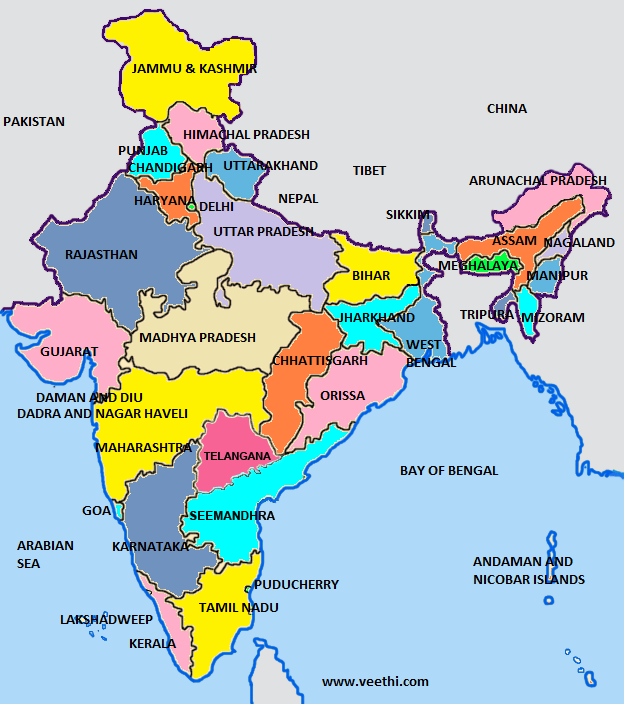 JAMMU & KASHMIR
CHINA
PAKISTAN
HIMACHAL PRADESH
PUNJAB
CHANDIGARH
UTTARAKHAND
TIBET
ARUNACHAL PRADESH
HARYANA
DELHI
NEPAL
SIKKIM
UTTAR PRADESH
ASSAM
NAGALAND
RAJASTHAN
BIHAR
MEGHALAYA
MANIPUR
JHARKHAND
TRIPURA
MIZORAM
MADHYA PRADESH
WEST
BENGAL
GUJARAT
CHHATTISGARH
ORISSA
DAMAN AND DIU
DADRA AND NAGAR HAVELI
MAHARASHTRA
TELANGANA
BAY OF BENGAL
GOA
SEEMANDHRA
KARNATAKA
ARABIAN
SEA
ANDAMAN AND
NICOBAR ISLANDS
PUDUCHERRY
TAMIL NADU
LAKSHADWEEP
KERALA
www.veethi.com